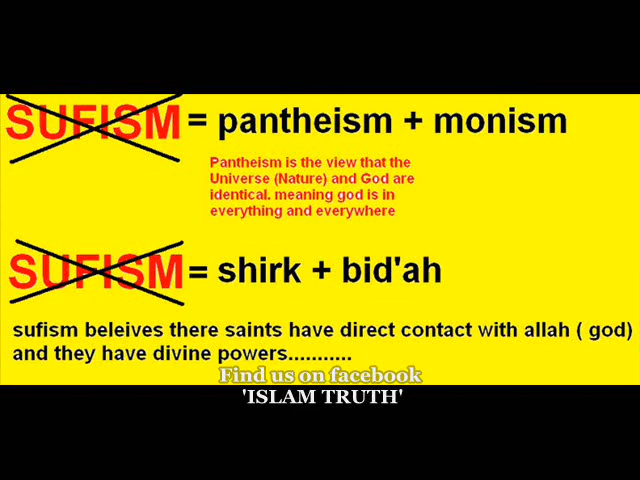 SUFISM = pantheism + monism
Pantheism is the view that the
Universe (Nature) and God are
identical. meaning god is in
everything and everywhere
SUFISM = shirk + bid'ah
sufism beleives there saints have direct contact with allah ( god)
and they have divine powers...........
Find us on facebook
'ISLAM TRUTH'